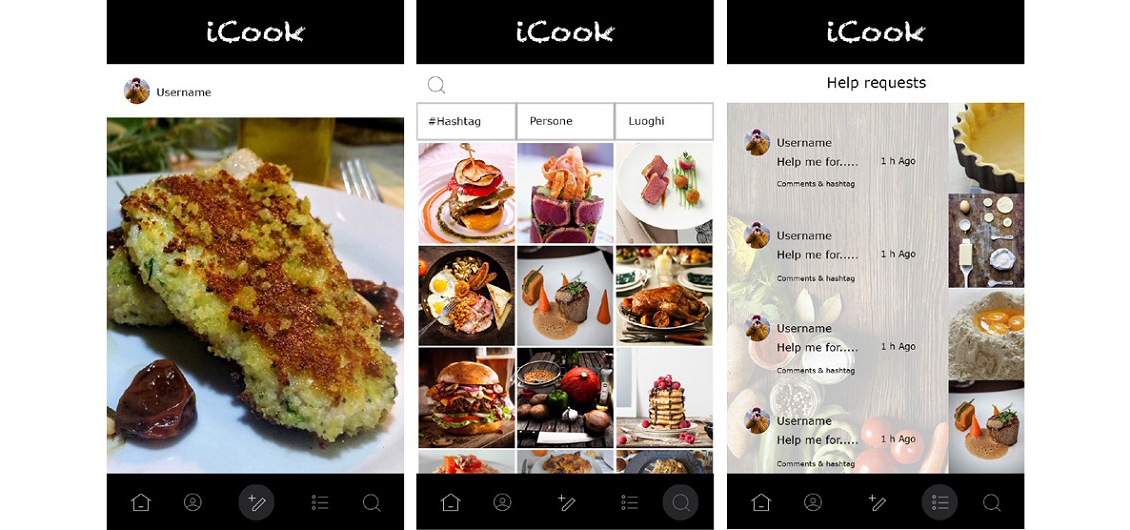 iCook
Username
iCook
#Hashtag
Persone
Luoghi
iCook
Help requests
Username
Help me for.....
1 h Ago
Comments & hashtag
Username
Help me for.....
1 h Ago
Comments & hashtag
Username
Help me for.....
1 h Ago
Comments & hashtag
Username
Help me for.....
1 h Ago
Comments & hashtag